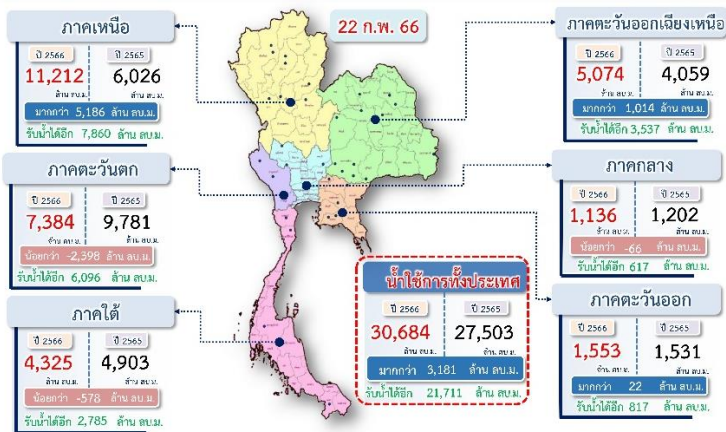 22 ก.พ. 66
ภาคเหนือ
ปี 2566 ปี 2565
11,212 6,026
ล้าน ลบ.ม. ล้าน ลบ.ม.
มากกว่า 5,186 ล้าน ลบ.ม.
รับน้ำได้อีก 7,860 ล้าน ลบ.ม.
ภาคตะวันออกเฉียงเหนือ
ปี 2566 ปี 2565
5,074 4,059
ล้าน ลบ.ม. ล้าน ลบ.ม.
มากกว่า 1,014 ล้าน ลบ.ม.
รับน้ำได้อีก 3,537 ล้าน ลบ.ม.
ภาคตะวันตก
ปี 2566 ปี 2565
7,384 9,781
ล้าน ลบ.ม. ล้าน ลบ.ม.
น้อยกว่า -2,398 ล้าน ลบ.ม.
รับน้ำได้อีก 6,096 ล้าน ลบ.ม.
ภาคกลาง
ปี 2566 ปี 2565
1,136 1,202
ล้าน ลบ.ม. ล้าน ลบ.ม.
น้อยกว่า -66 ล้าน ลบ.ม.
รับน้ำได้อีก 617 ล้าน ลบ.ม.
ภาคใต้
ปี 2566 ปี 2565
4,325 4,903
ล้าน ลบ.ม. ล้าน ลบ.ม.
น้อยกว่า -578 ล้าน ลบ.ม.
รับน้ำได้อีก 2,785 ล้าน ลบ.ม.
น้ำใช้การทั้งประเทศ
ปี 2566 ปี 2565
30,684 27,503
ล้าน ลบ.ม. ล้าน ลบ.ม.
มากกว่า 3,181 ล้าน ลบ.ม.
รับน้ำได้อีก 21,711 ล้าน ลบ.ม.
ภาคตะวันออก
ปี 2566 ปี 2565
1,553 1,531
ล้าน ลบ.ม. ล้าน ลบ.ม.
มากกว่า 22 ล้าน ลบ.ม.
รับน้ำได้อีก 817 ล้าน ลบ.ม.